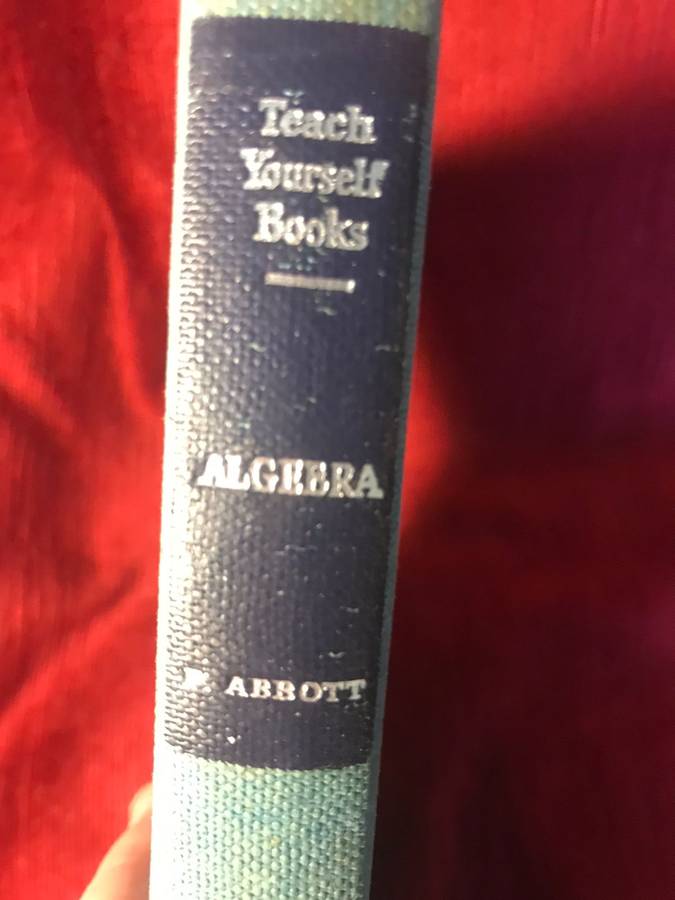 Teach
Yourself
Books
ALGEBRA
P. ABBOTT